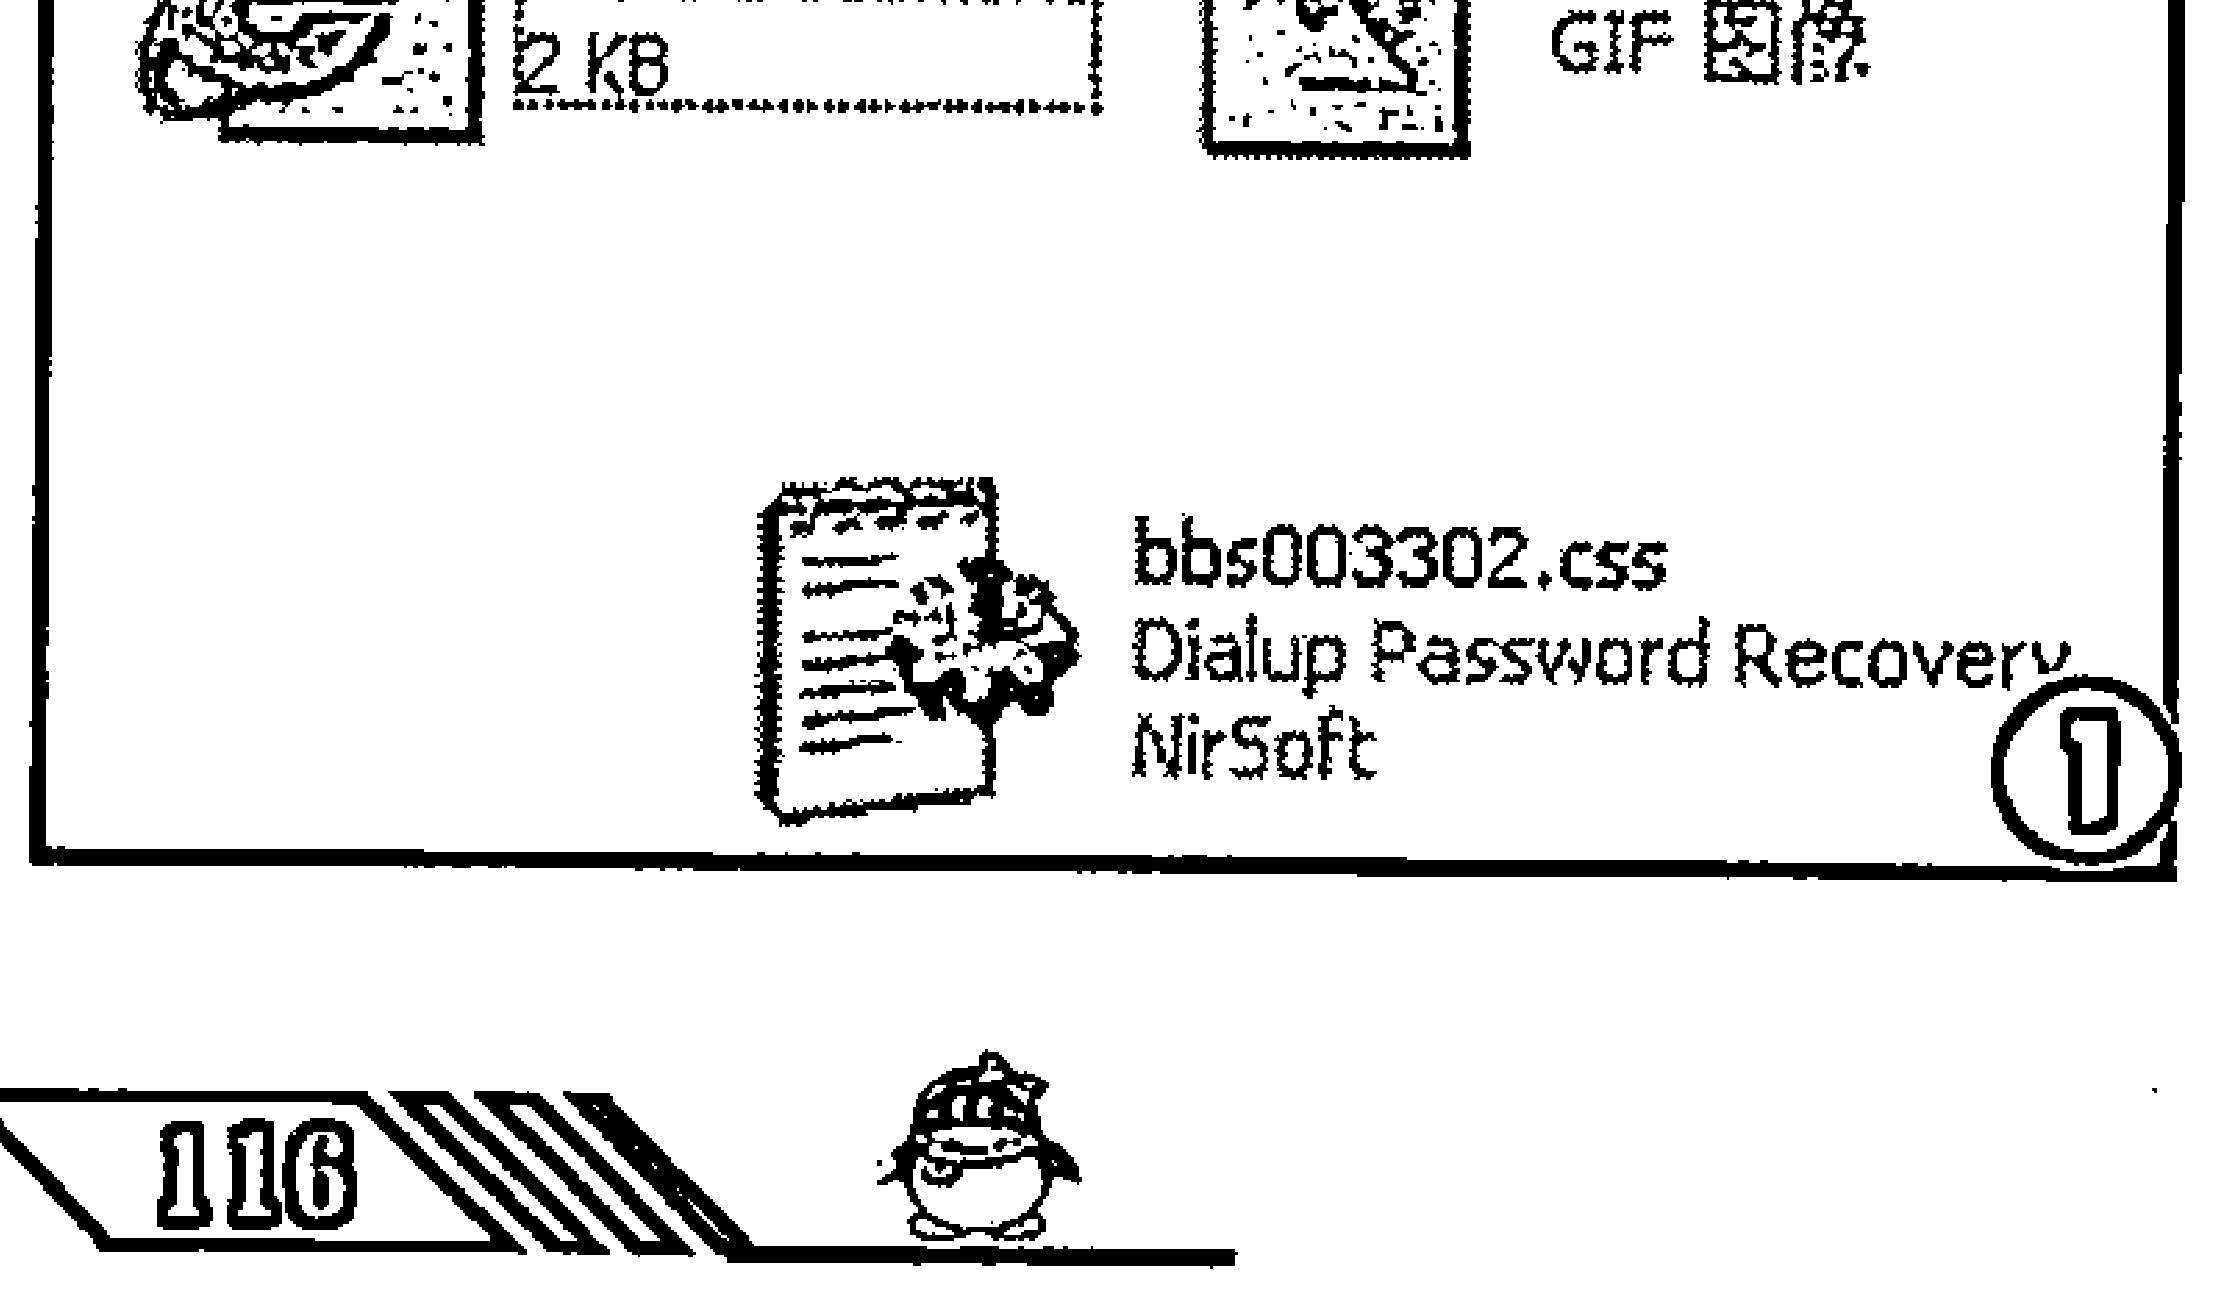 2 KB
GIF 图像
bbs003302.css
Dialup Password Recovery
NirSoft
1
116